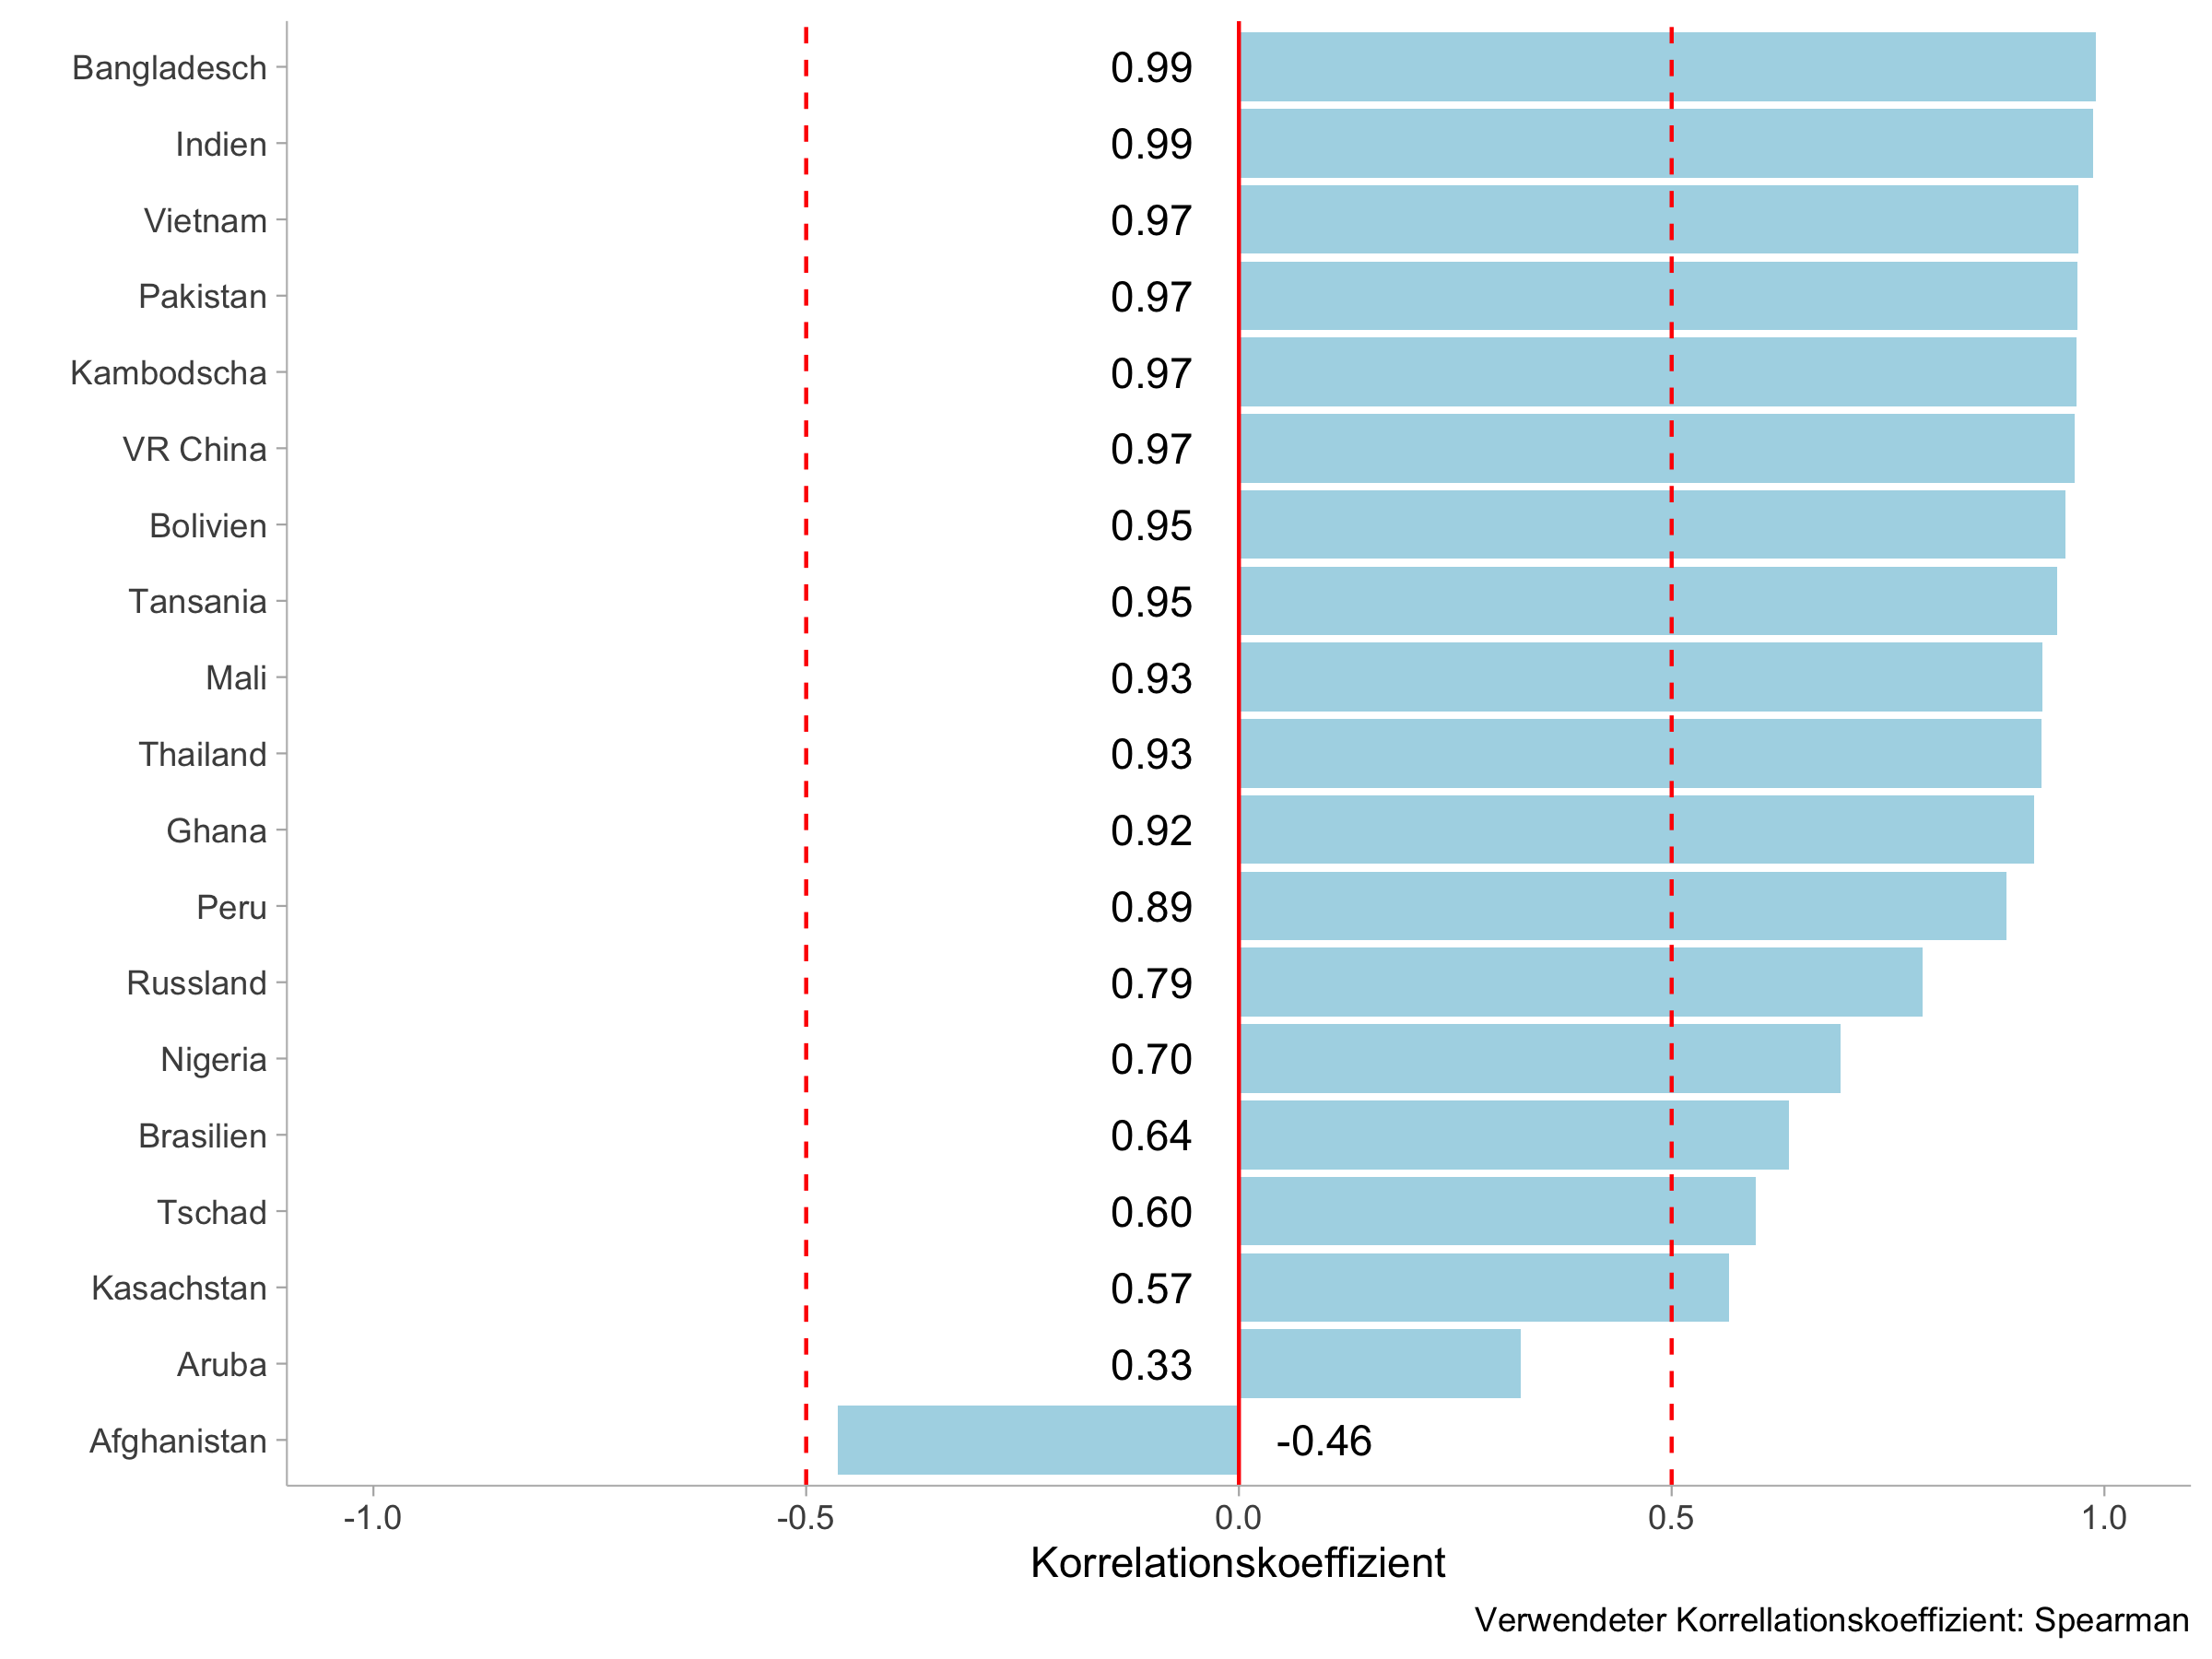 Bangladesch 0.99
Indien 0.99
Vietnam 0.97
Pakistan 0.97
Kambodscha 0.97
VR China 0.97
Bolivien 0.95
Tansania 0.95
Mali 0.93
Thailand 0.93
Ghana 0.92
Peru 0.89
Russland 0.79
Nigeria 0.70
Brasilien 0.64
Tschad 0.60
Kasachstan 0.57
Aruba 0.33
Afghanistan -0.46
-1.0 -0.5 0.0 0.5 1.0
Korrelationskoeffizient
Verwendeter Korrellationskoeffizient: Spearman